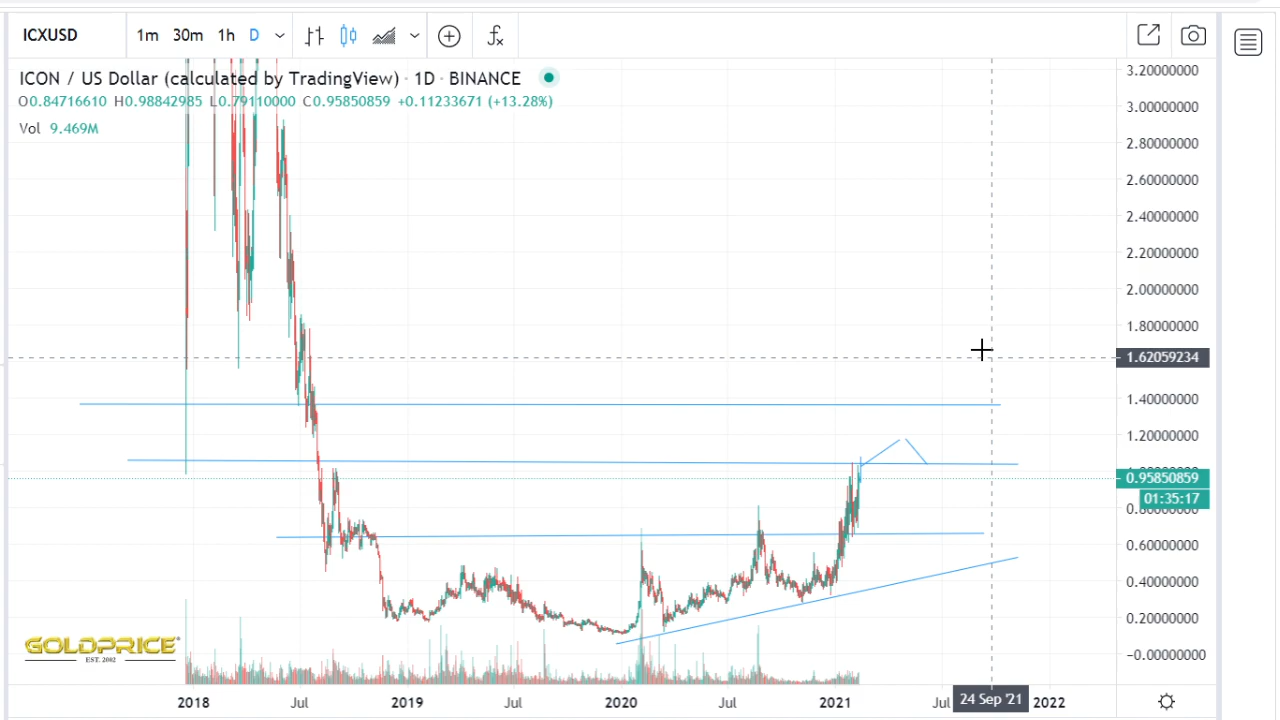 ICXUSD 1m 30m 1h D
ICON / US Dollar (calculated by TradingView) · 1D · BINANCE
O0.84716610 H0.98842985 L0.79110000 C0.95850859 +0.11233671 (+13.28%)
Vol 9.469M
3.20000000
3.00000000
2.80000000
2.60000000
2.40000000
2.20000000
2.00000000
1.80000000
1.62059234
1.40000000
1.20000000
0.95850859
01:35:17
0.60000000
0.40000000
0.20000000
−0.00000000
GOLDPRICE
EST. 2002
2018 Jul 2019 Jul 2020 Jul 2021 Jul 24 Sep '21 2022